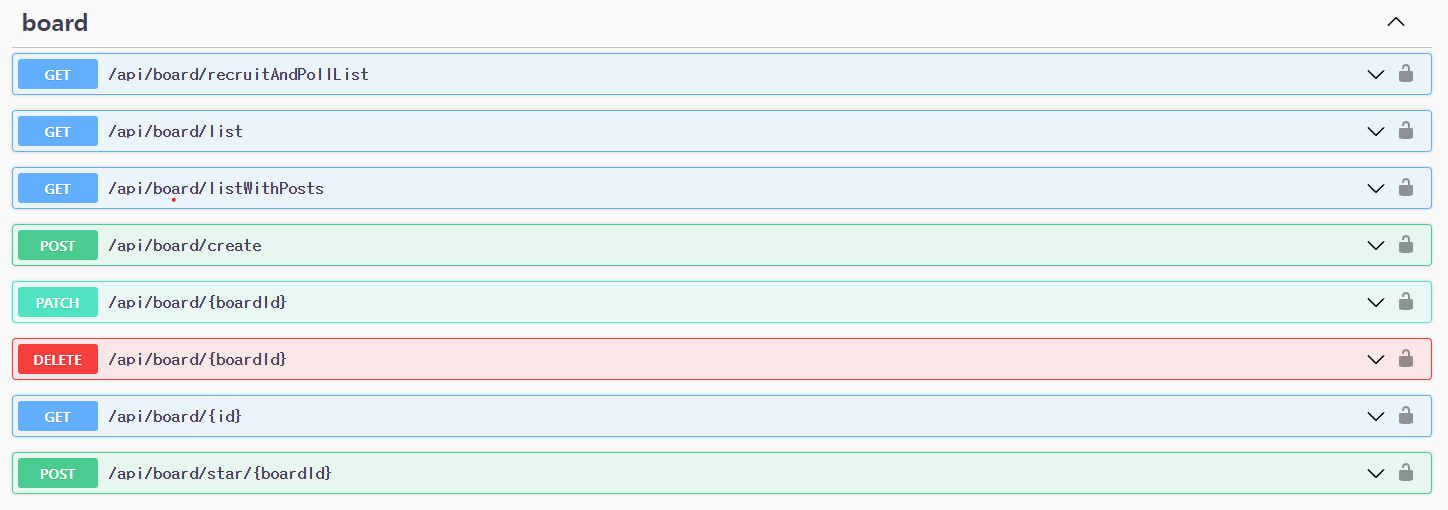 board
GET /api/board/recruitAndPollList
GET /api/board/list
GET /api/board/listWithPosts
POST /api/board/create
PATCH /api/board/{boardId}
DELETE /api/board/{boardId}
GET /api/board/{id}
POST /api/board/star/{boardId}